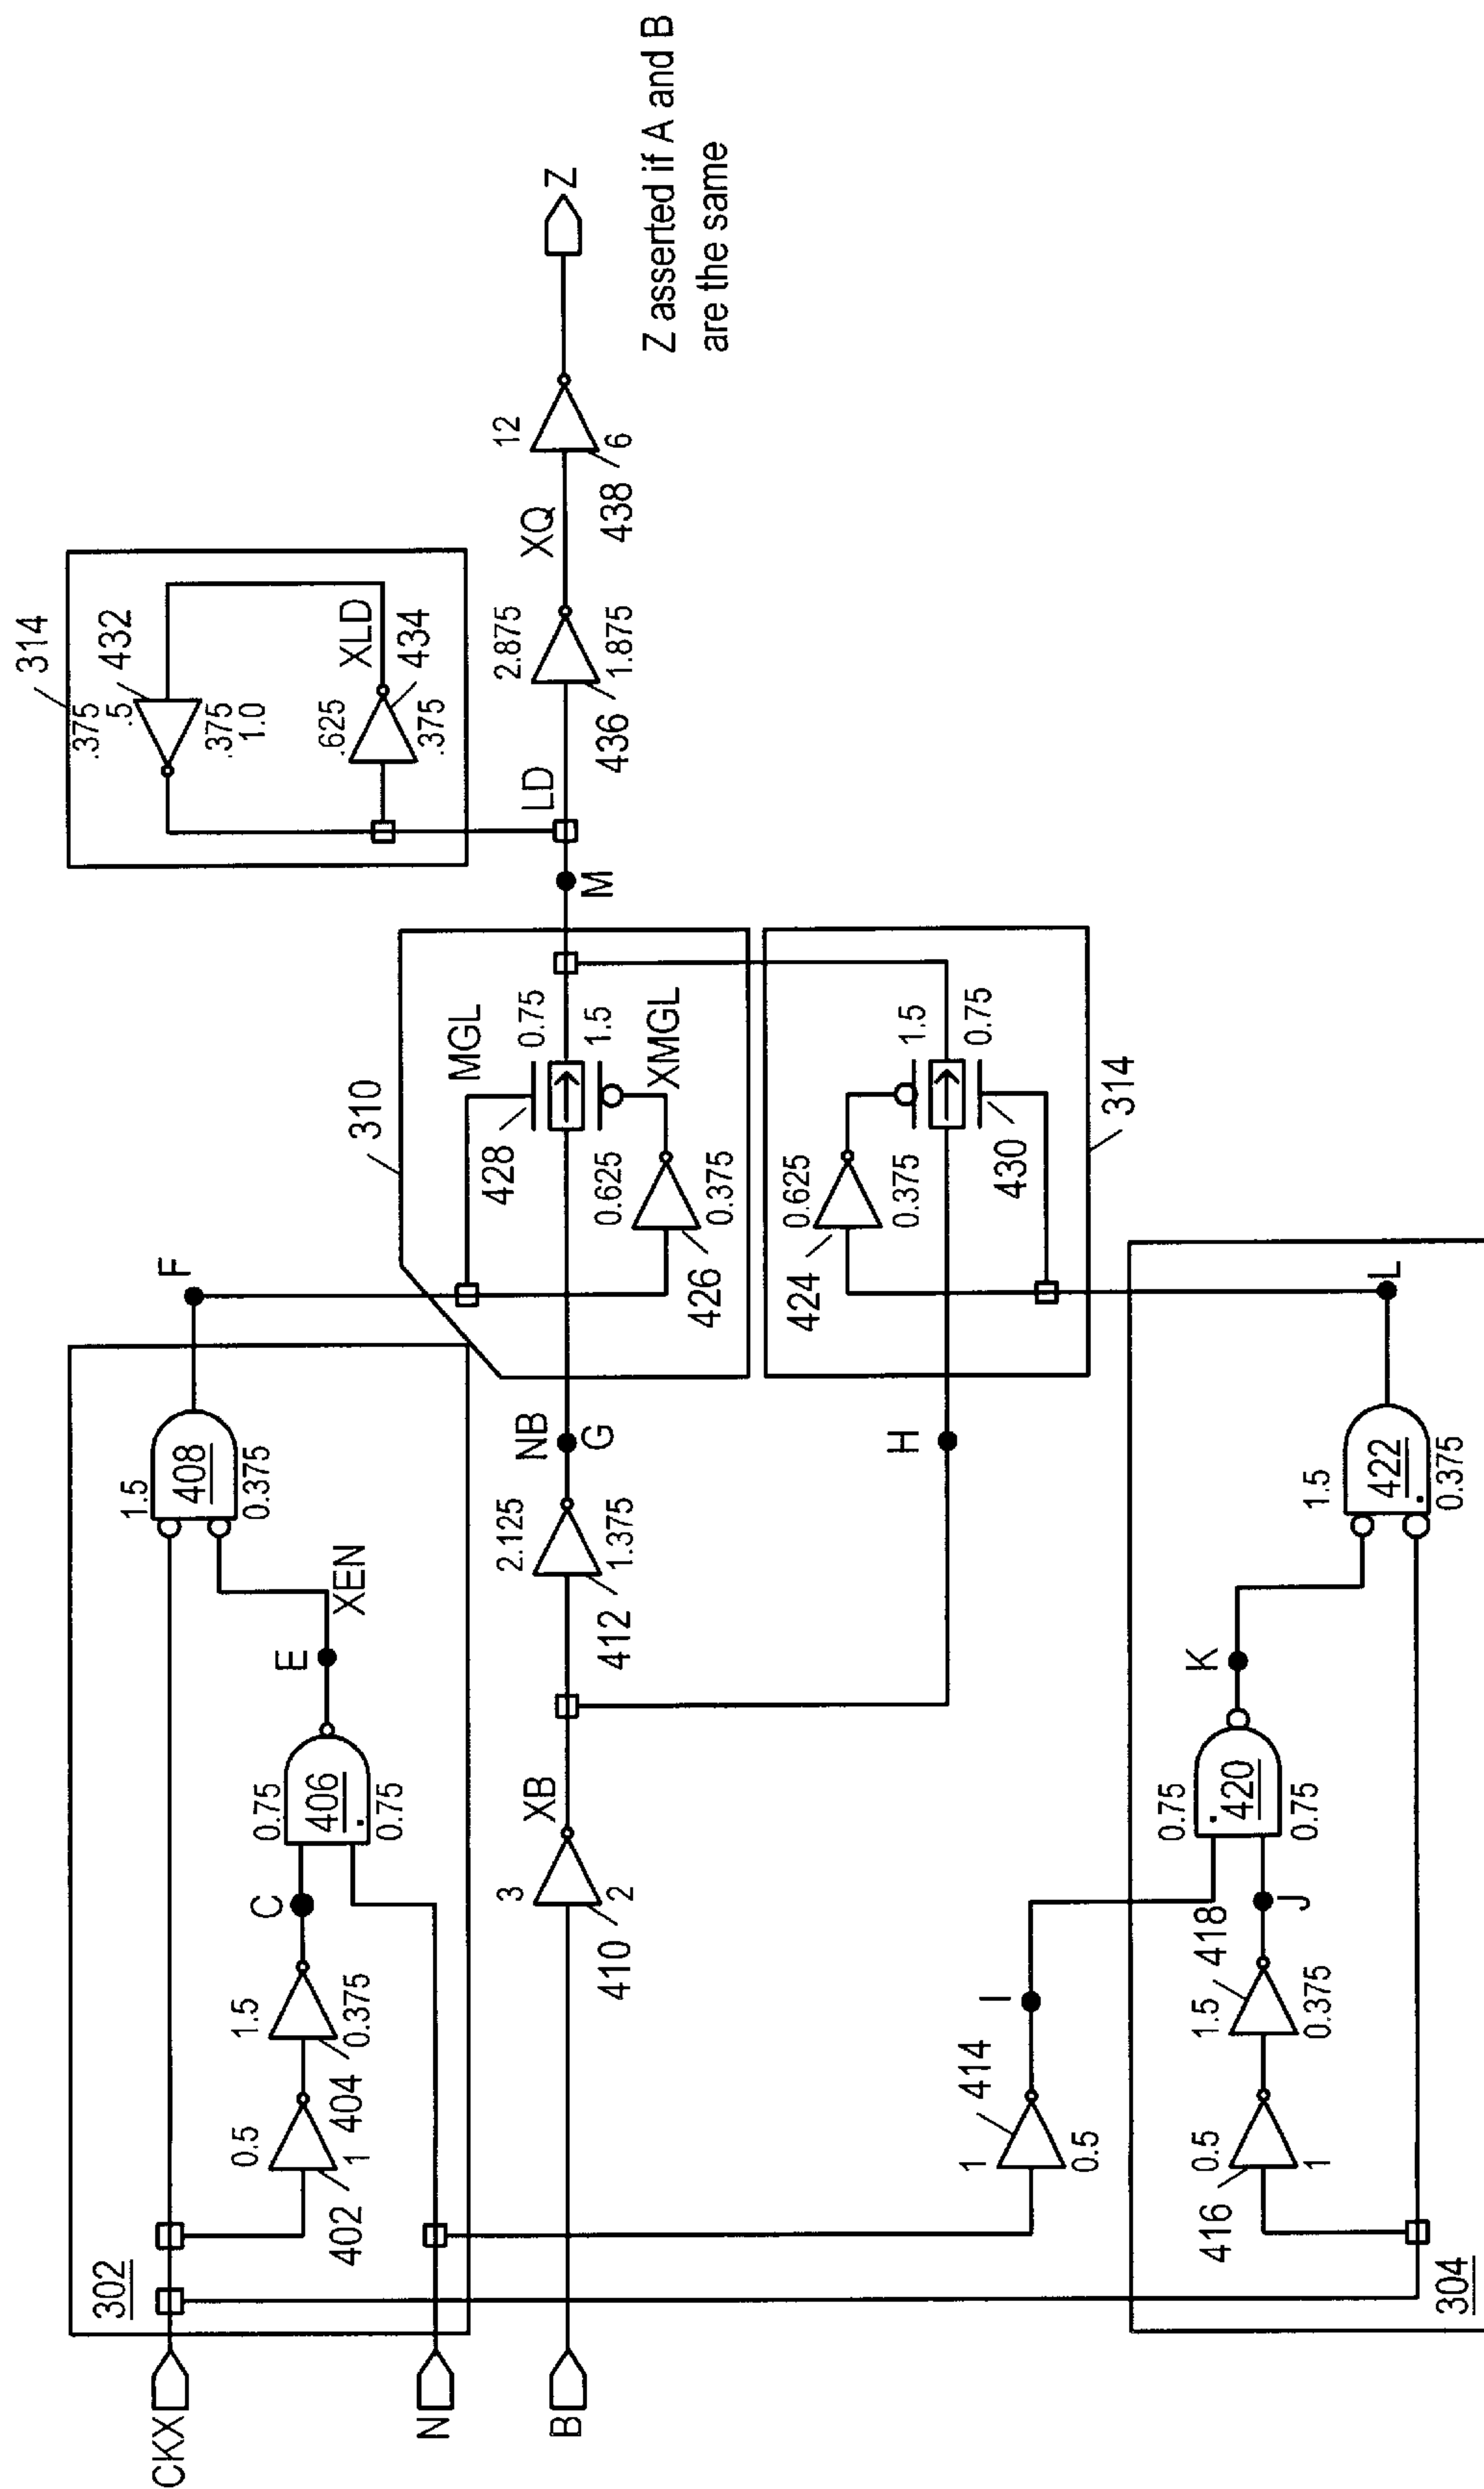 CKX
302
402
0.5
1
404
1.5
0.375
C
0.75
406
0.75
E
XEN
1.5
408
0.375
F
N
B
410
3
2
XB
412
2.125
1.375
NB
G
H
310
MGL
428
0.75
1.5
XMGL
0.625
0.375
426
M
LD
314
.375
.5
432
.375
1.0
XLD
.625
434
.375
2.875
436
1.875
XQ
12
438
6
Z
Z asserted if A and B
are the same
424
0.625
0.375
1.5
0.75
430
314
414
1
0.5
I
304
416
0.5
1
1.5
418
0.375
J
0.75
420
0.75
K
1.5
422
0.375
L